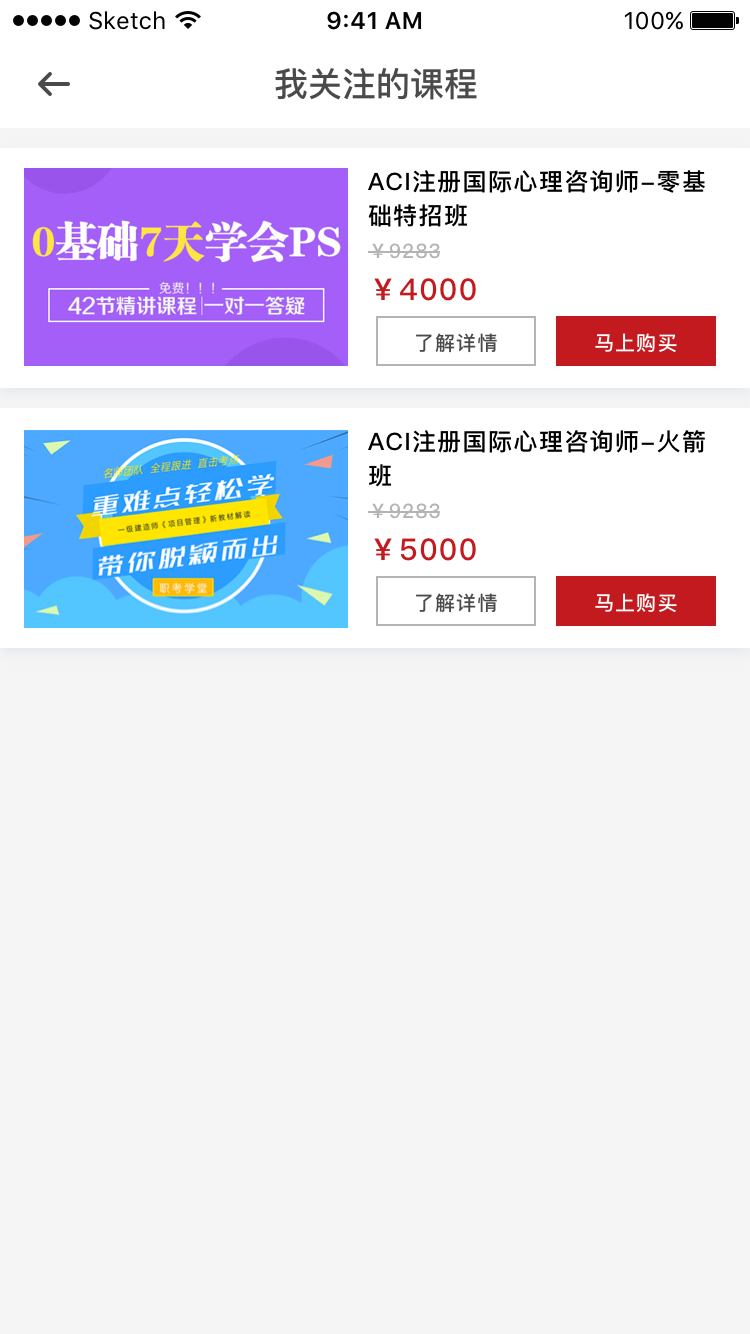 Sketch 9:41 AM 100%
我关注的课程
0基础7天学会PS
免费！！！
42节精讲课程|一对一答疑
ACI注册国际心理咨询师–零基
础特招班
￥9283
￥4000
了解详情 马上购买
名师团队 全程跟进 直击考点
重难点轻松学
一级建造师《项目管理》新教材解读
带你脱颖而出
职考学堂
ACI注册国际心理咨询师–火箭
班
￥9283
￥5000
了解详情 马上购买